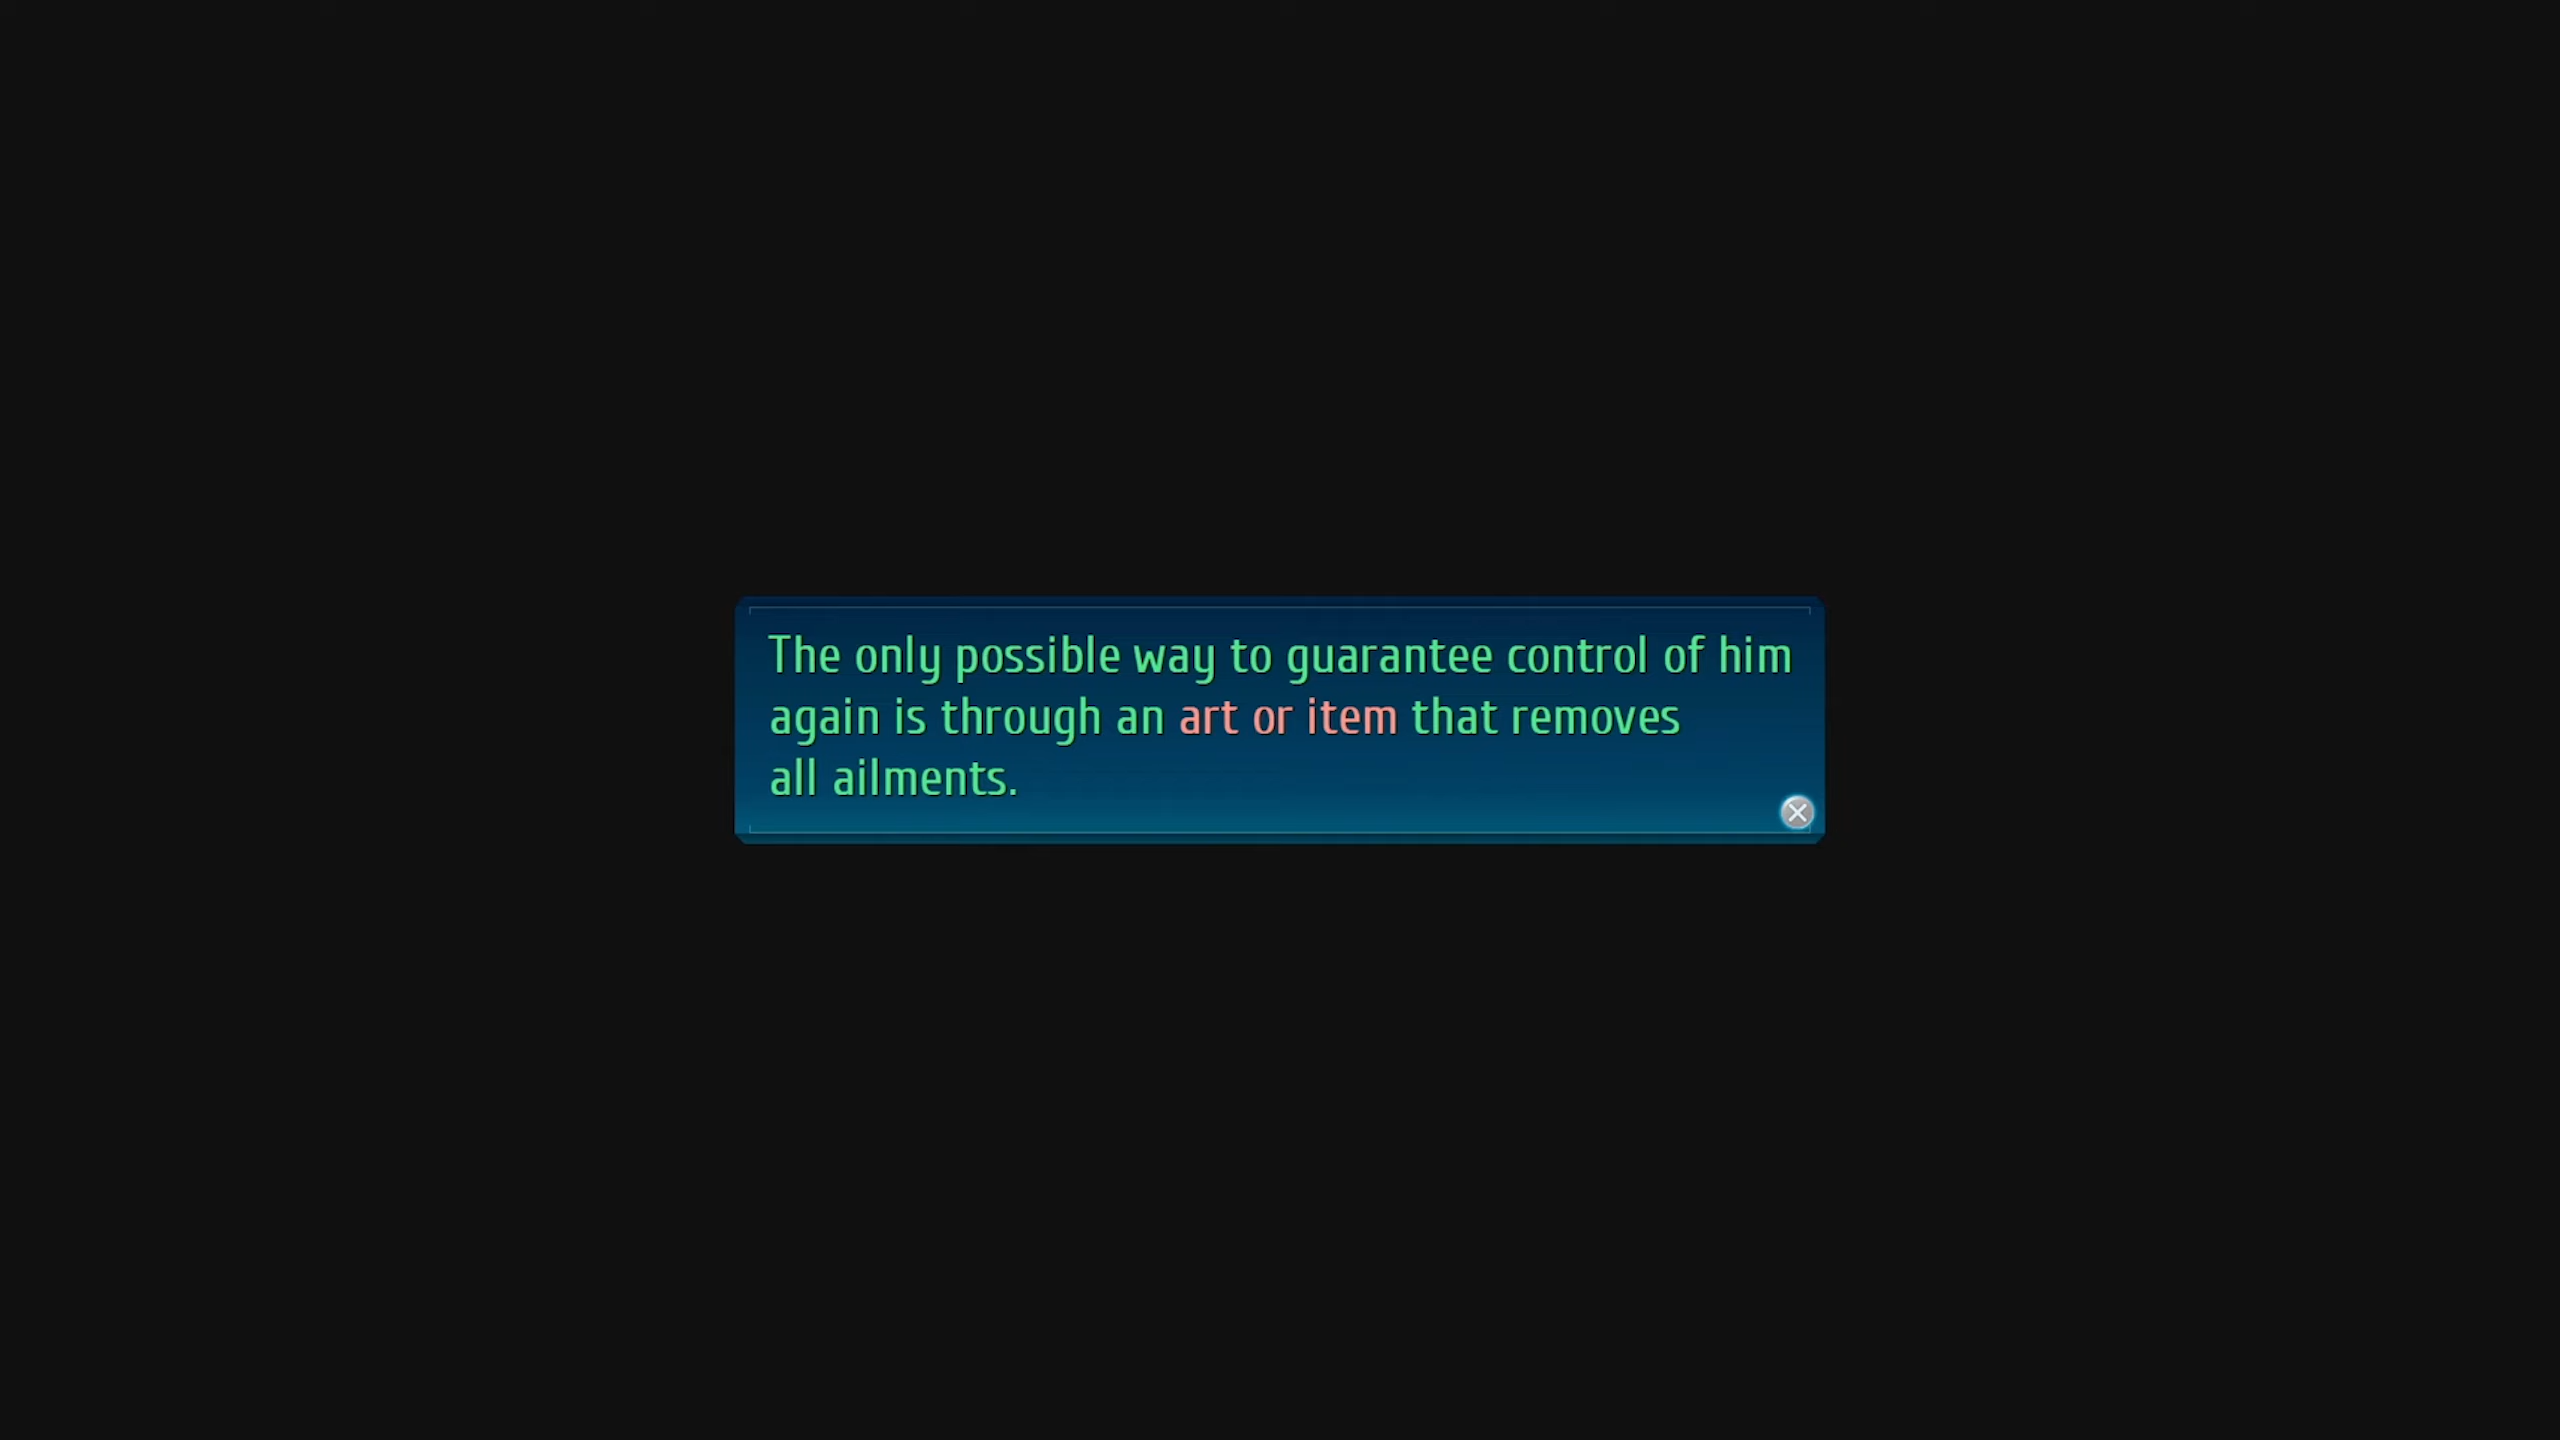 The only possible way to guarantee control of him
again is through an art or item that removes
all ailments.